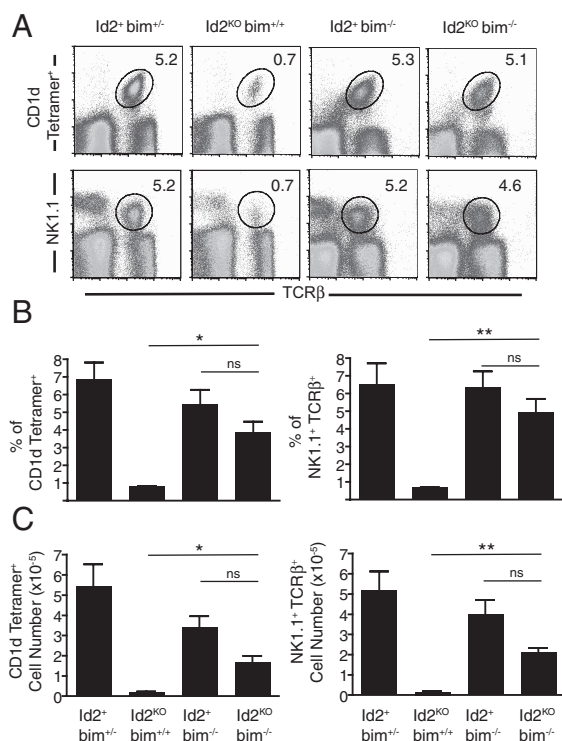 A
Id2+ bim+/- Id2KO bim+/+ Id2+ bim-/- Id2KO bim-/-
CD1d
Tetramer+
5.2 0.7 5.3 5.1
NK1.1
5.2 0.7 5.2 4.6
TCRβ
B
% of
CD1d Tetramer+
8
7
6
5
4
3
2
1
*
ns
% of
NK1.1+ TCRβ+
8
7
6
5
4
3
2
1
**
ns
C
CD1d Tetramer+
Cell Number (x10-5)
7
6
5
4
3
2
1
0
*
ns
NK1.1+ TCRβ+
Cell Number (x10-5)
7
6
5
4
3
2
1
0
**
ns
Id2+ Id2KO Id2+ Id2KO
bim+/- bim+/+ bim-/- bim-/-
Id2+ Id2KO Id2+ Id2KO
bim+/- bim+/+ bim-/- bim-/-